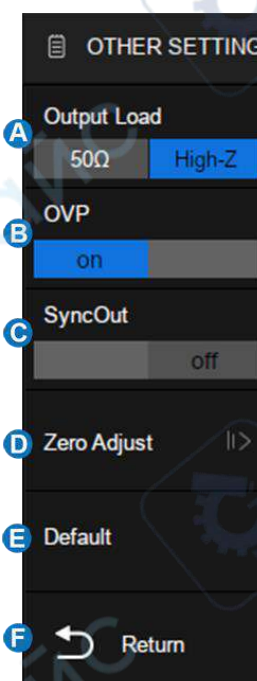 OTHER SETTING
A
Output Load
50Ω High-Z
B
OVP
on
C
SyncOut
off
D
Zero Adjust
E
Default
F
Return